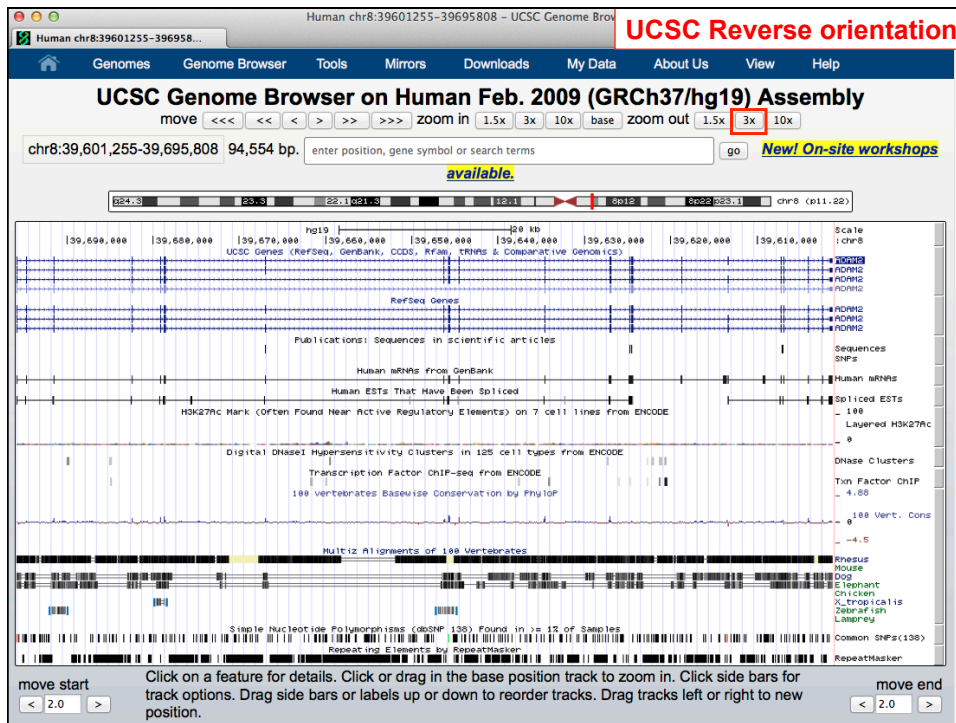 Human chr8:39601255-39695808 – UCSC Genome Brow
UCSC Reverse orientation
Human chr8:39601255-396958...
Genomes Genome Browser Tools Mirrors Downloads My Data About Us View Help
UCSC Genome Browser on Human Feb. 2009 (GRCh37/hg19) Assembly
move <<< << < > >> >>> zoom in 1.5x 3x 10x base zoom out 1.5x 3x 10x
chr8:39,601,255-39,695,808 94,554 bp. enter position, gene symbol or search terms go New! On-site workshops
available.
q24.3 23.3 22.1 q21.3 12.1 8p12 8p22 p23.1 chr8 (p11.22)
hg19 20 kb Scale
|39,690,000 |39,680,000 |39,670,000 |39,660,000 |39,650,000 |39,640,000 |39,630,000 |39,620,000 |39,610,000 :chr8
UCSC Genes (RefSeq, GenBank, CCDS, Rfam, tRNAs & Comparative Genomics)
ADAM2
ADAM2
ADAM2
ADAM2
RefSeq Genes
ADAM2
ADAM2
ADAM2
Publications: Sequences in scientific articles
Sequences
SNPs
Human mRNAs from GenBank
Human mRNAs
Human ESTs That Have Been Spliced
Spliced ESTs
H3K27Ac Mark (Often Found Near Active Regulatory Elements) on 7 cell lines from ENCODE
100
Layered H3K27Ac
0
Digital DNaseI Hypersensitivity Clusters in 125 cell types from ENCODE
DNase Clusters
Transcription Factor ChIP-seq from ENCODE
Txn Factor ChIP
100 vertebrates Basewise Conservation by PhyloP
4.88
100 Vert. Cons
0
-4.5
Multiz Alignments of 100 Vertebrates
Rhesus
Mouse
Dog
Elephant
Chicken
X_tropicalis
Zebrafish
Lamprey
Simple Nucleotide Polymorphisms (dbSNP 138) Found in >= 1% of Samples
Common SNPs(138)
Repeating Elements by RepeatMasker
RepeatMasker
move start Click on a feature for details. Click or drag in the base position track to zoom in. Click side bars for move end
< 2.0 > track options. Drag side bars or labels up or down to reorder tracks. Drag tracks left or right to new < 2.0 >
position.